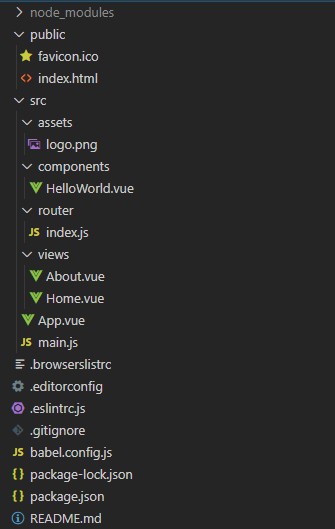 node_modules
public
favicon.ico
index.html
src
assets
logo.png
components
HelloWorld.vue
router
JS index.js
views
About.vue
Home.vue
App.vue
JS main.js
.browserslistrc
.editorconfig
.eslintrc.js
.gitignore
JS babel.config.js
{} package-lock.json
{} package.json
README.md